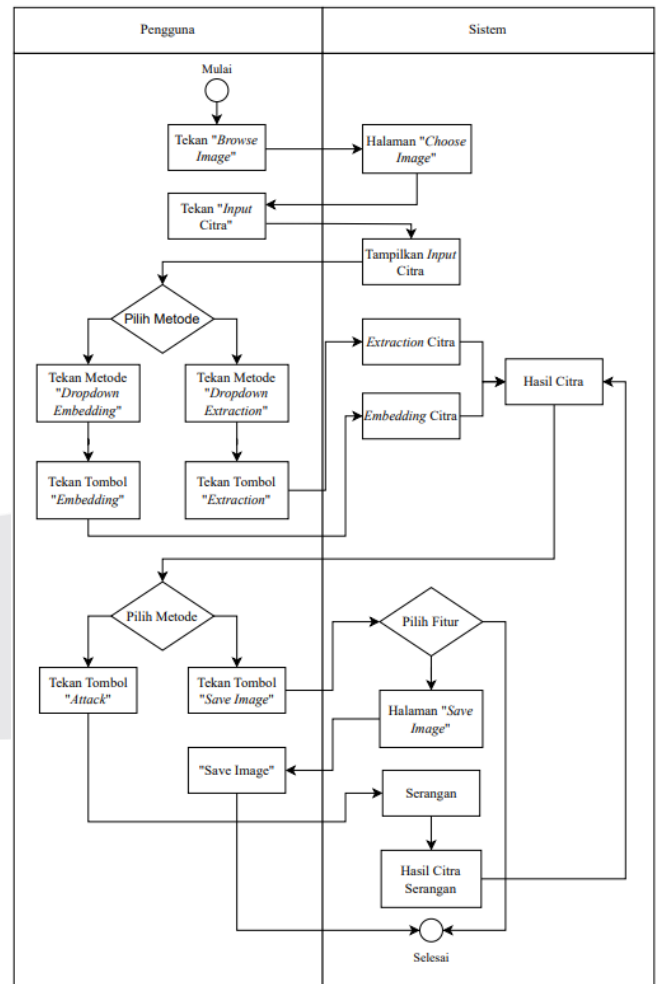 Pengguna
Sistem
Mulai
Tekan "Browse
Image"
Halaman "Choose
Image"
Tekan "Input
Citra"
Tampilkan Input
Citra
Pilih Metode
Extraction Citra
Tekan Metode
"Dropdown
Embedding"
Tekan Metode
"Dropdown
Extraction"
Hasil Citra
Embedding Citra
Tekan Tombol
"Embedding"
Tekan Tombol
"Extraction"
Pilih Metode
Pilih Fitur
Tekan Tombol
"Attack"
Tekan Tombol
"Save Image"
Halaman "Save
Image"
"Save Image"
Serangan
Hasil Citra
Serangan
Selesai